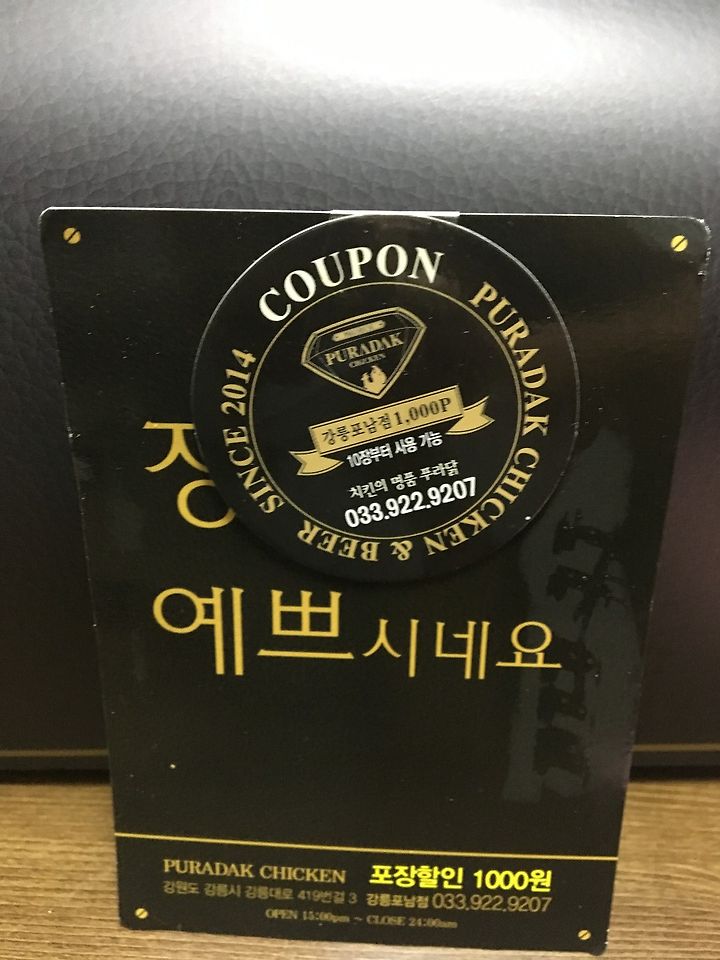 COUPON
PURADAK CHICKEN & BEER
SINCE 2014
PURADAK
CHICKEN
강릉포남점 1,000P
10장부터 사용 가능
치킨의 명품 푸라닭
033.922.9207
예쁘시네요
PURADAK CHICKEN 포장할인 1000원
강원도 강릉시 강릉대로 419번길 3 강릉포남점 033.922.9207
OPEN 15:00pm ~ CLOSE 24:00am